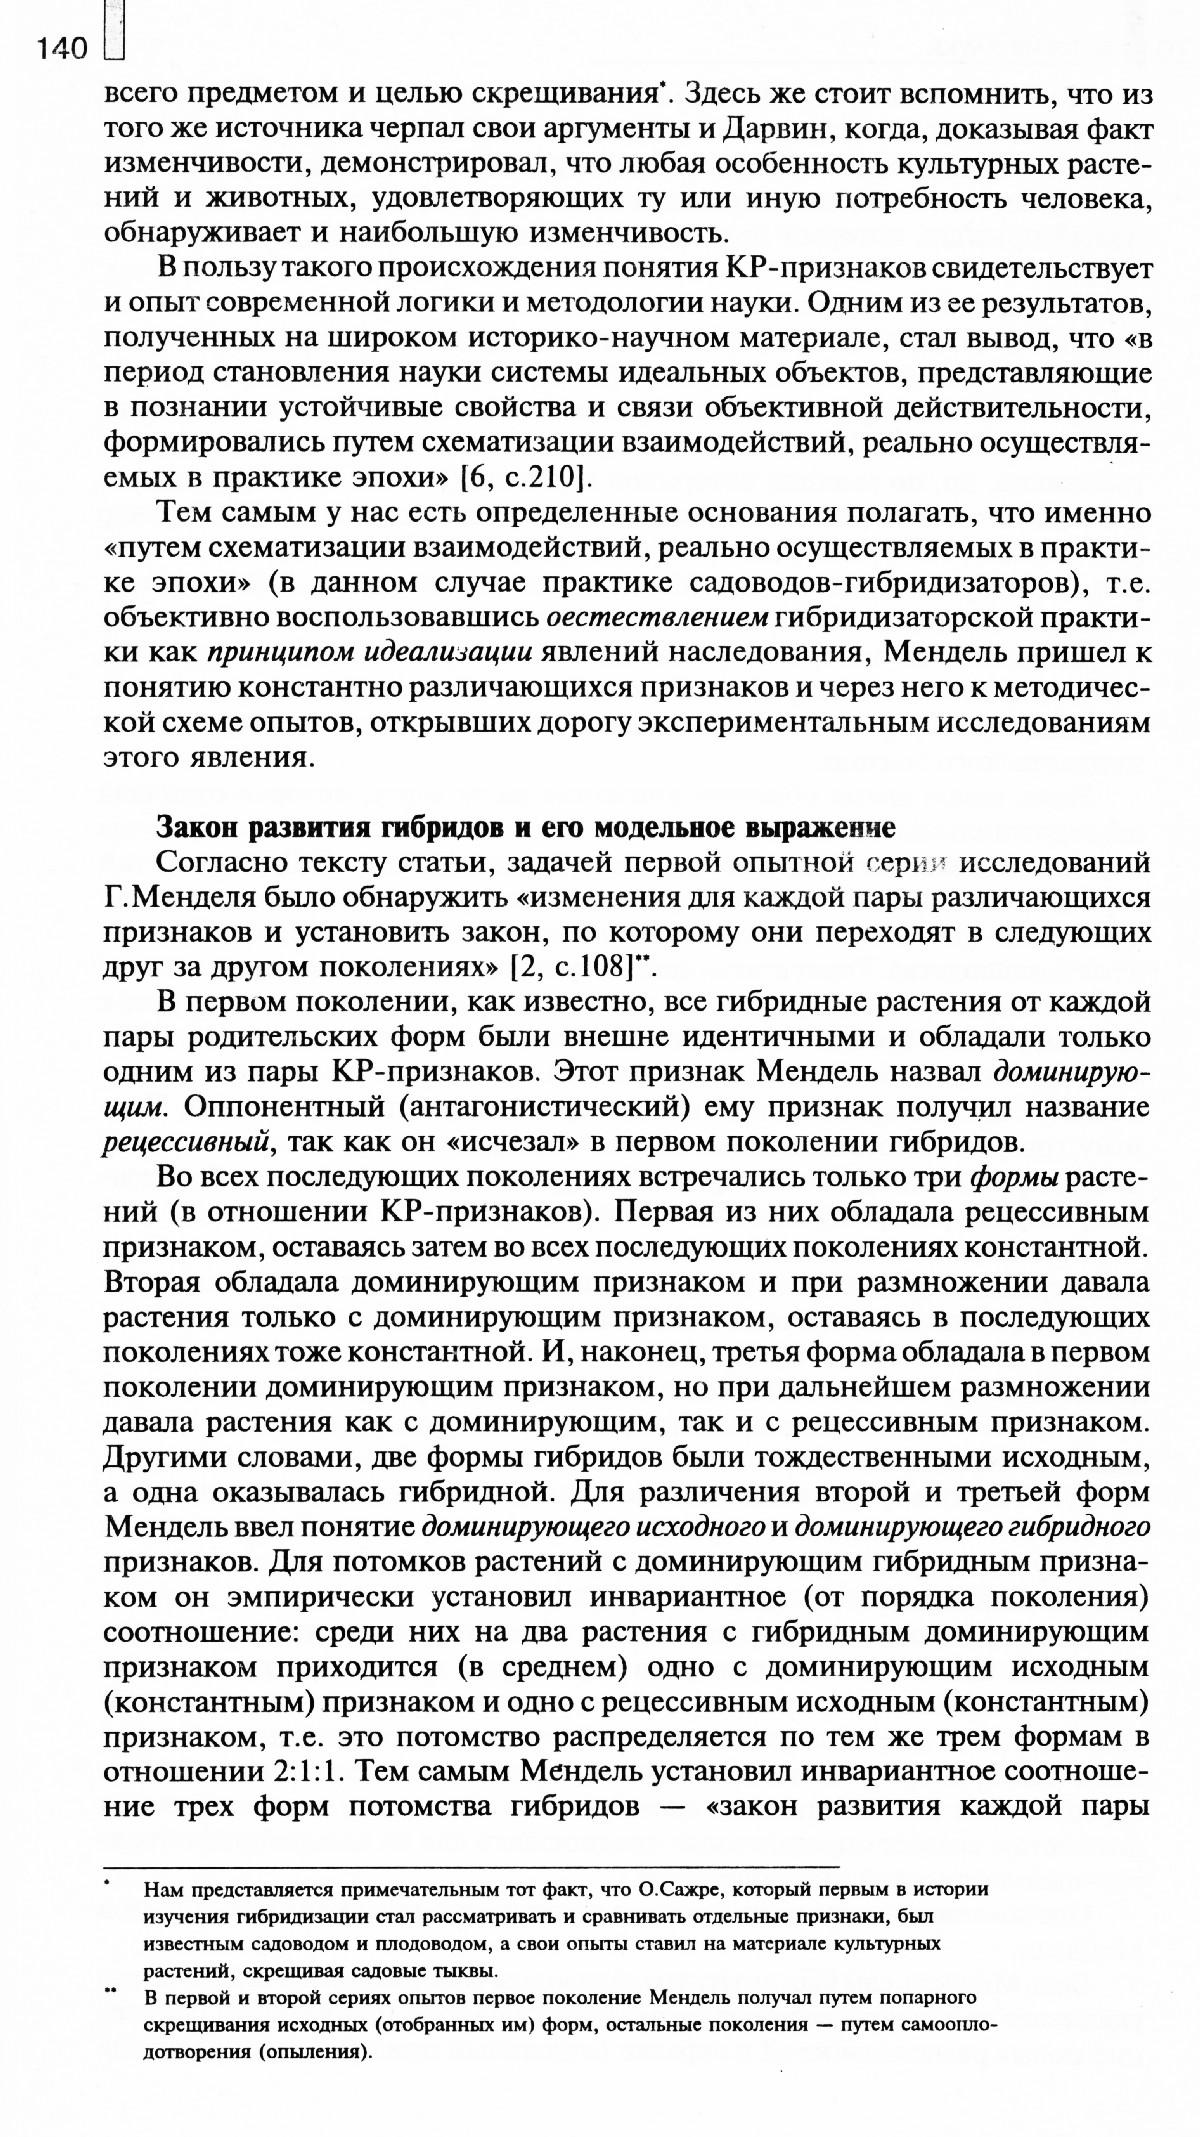 140
всего предметом и целью скрещивания*. Здесь же стоит вспомнить, что из
того же источника черпал свои аргументы и Дарвин, когда, доказывая факт
изменчивости, демонстрировал, что любая особенность культурных расте-
ний и животных, удовлетворяющих ту или иную потребность человека,
обнаруживает и наибольшую изменчивость.
В пользу такого происхождения понятия КР-признаков свидетельствует
и опыт современной логики и методологии науки. Одним из ее результатов,
полученных на широком историко-научном материале, стал вывод, что «в
период становления науки системы идеальных объектов, представляющие
в познании устойчивые свойства и связи объективной действительности,
формировались путем схематизации взаимодействий, реально осуществля-
емых в практике эпохи» [6, с.210].
Тем самым у нас есть определенные основания полагать, что именно
«путем схематизации взаимодействий, реально осуществляемых в практи-
ке эпохи» (в данном случае практике садоводов-гибридизаторов), т.е.
объективно воспользовавшись оестествлением гибридизаторской практи-
ки как принципом идеализации явлений наследования, Мендель пришел к
понятию константно различающихся признаков и через него к методичес-
кой схеме опытов, открывших дорогу экспериментальным исследованиям
этого явления.
Закон развития гибридов и его модельное выражение
Согласно тексту статьи, задачей первой опытной серии исследований
Г.Менделя было обнаружить «изменения для каждой пары различающихся
признаков и установить закон, по которому они переходят в следующих
друг за другом поколениях» [2, с.108]**.
В первом поколении, как известно, все гибридные растения от каждой
пары родительских форм были внешне идентичными и обладали только
одним из пары КР-признаков. Этот признак Мендель назвал доминирую-
щим. Оппонентный (антагонистический) ему признак получил название
рецессивный, так как он «исчезал» в первом поколении гибридов.
Во всех последующих поколениях встречались только три формы расте-
ний (в отношении КР-признаков). Первая из них обладала рецессивным
признаком, оставаясь затем во всех последующих поколениях константной.
Вторая обладала доминирующим признаком и при размножении давала
растения только с доминирующим признаком, оставаясь в последующих
поколениях тоже константной. И, наконец, третья форма обладала в первом
поколении доминирующим признаком, но при дальнейшем размножении
давала растения как с доминирующим, так и с рецессивным признаком.
Другими словами, две формы гибридов были тождественными исходным,
а одна оказывалась гибридной. Для различения второй и третьей форм
Мендель ввел понятие доминирующего исходного и доминирующего гибридного
признаков. Для потомков растений с доминирующим гибридным призна-
ком он эмпирически установил инвариантное (от порядка поколения)
соотношение: среди них на два растения с гибридным доминирующим
признаком приходится (в среднем) одно с доминирующим исходным
(константным) признаком и одно с рецессивным исходным (константным)
признаком, т.е. это потомство распределяется по тем же трем формам в
отношении 2:1:1. Тем самым Мендель установил инвариантное соотноше-
ние трех форм потомства гибридов — «закон развития каждой пары
* Нам представляется примечательным тот факт, что О.Сажре, который первым в истории
изучения гибридизации стал рассматривать и сравнивать отдельные признаки, был
известным садоводом и плодоводом, а свои опыты ставил на материале культурных
растений, скрещивая садовые тыквы.
** В первой и второй сериях опытов первое поколение Мендель получал путем попарного
скрещивания исходных (отобранных им) форм, остальные поколения — путем самоопло-
дотворения (опыления).